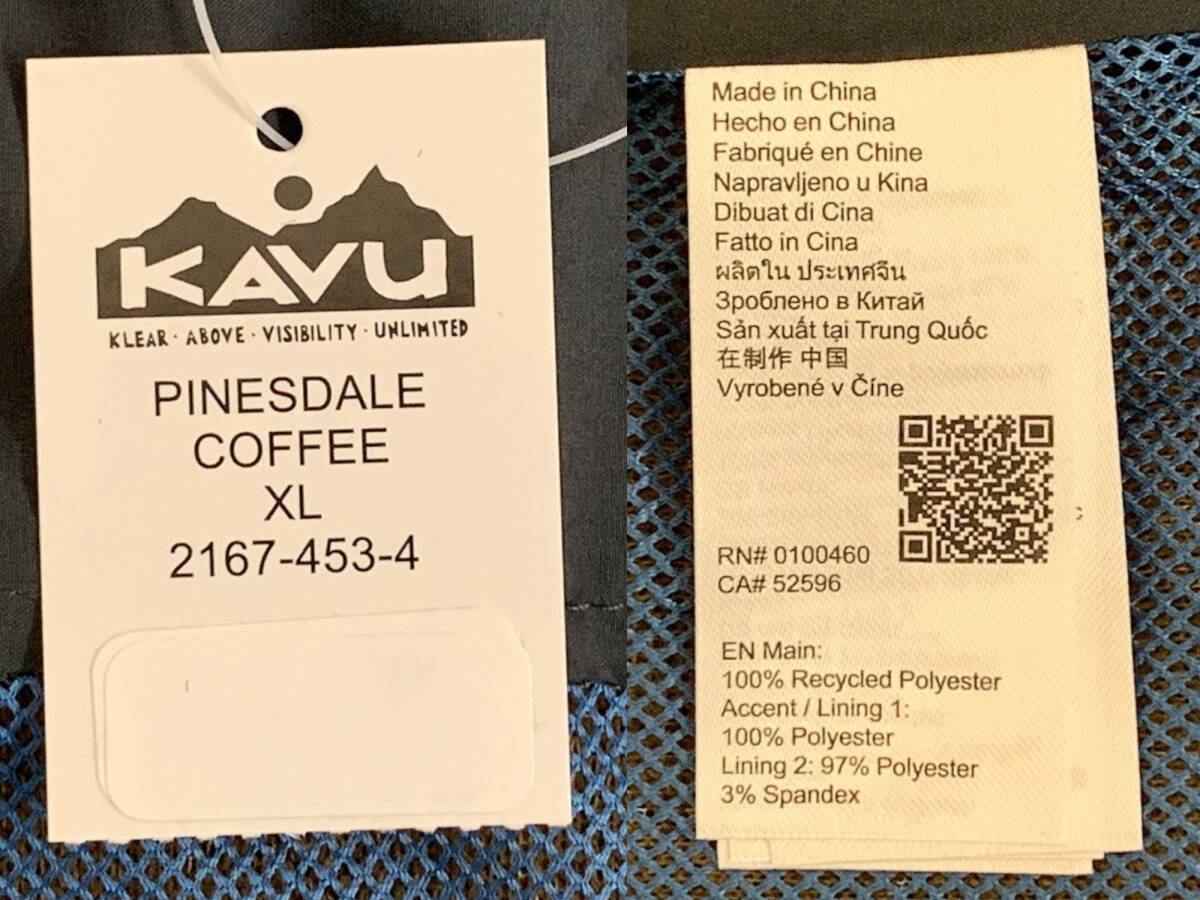 KAVU
KLEAR · ABOVE · VISIBILITY · UNLIMITED
PINESDALE
COFFEE
XL
2167-453-4
Made in China
Hecho en China
Fabriqué en Chine
Napravljeno u Kina
Dibuat di Cina
Fatto in Cina
ผลิตใน ประเทศจีน
Зроблено в Китай
Sản xuất tại Trung Quốc
在制作 中国
Vyrobené v Číne
RN# 0100460
CA# 52596
EN Main:
100% Recycled Polyester
Accent / Lining 1:
100% Polyester
Lining 2: 97% Polyester
3% Spandex